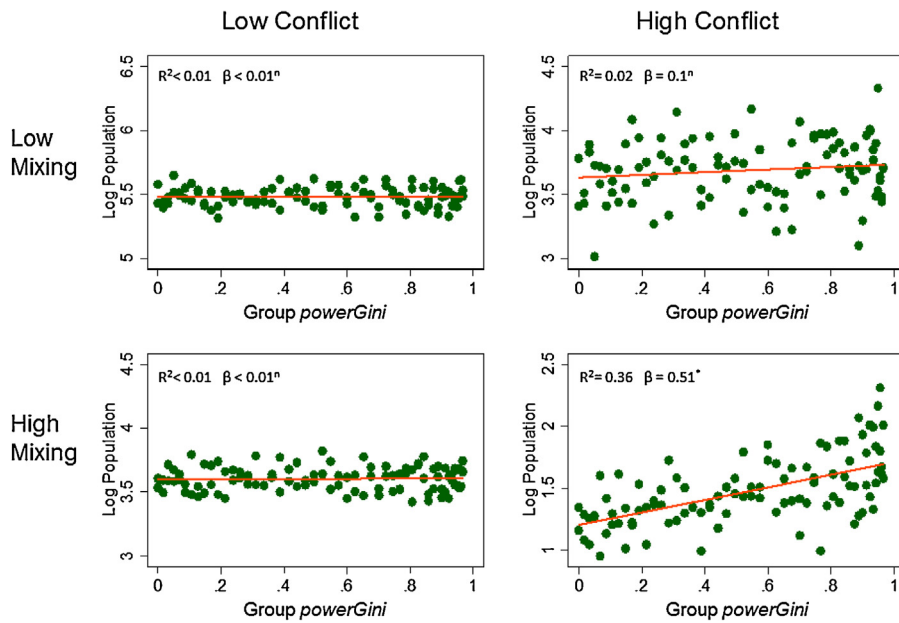 Low Conflict
High Conflict
Low
Mixing
R²< 0.01 β < 0.01ⁿ
Log Population
6.5
6
5.5
5
0 .2 .4 .6 .8 1
Group powerGini
R²= 0.02 β = 0.1ⁿ
Log Population
4.5
4
3.5
3
0 .2 .4 .6 .8 1
Group powerGini
High
Mixing
R²< 0.01 β < 0.01ⁿ
Log Population
4.5
4
3.5
3
0 .2 .4 .6 .8 1
Group powerGini
R²= 0.36 β = 0.51*
Log Population
2.5
2
1.5
1
0 .2 .4 .6 .8 1
Group powerGini